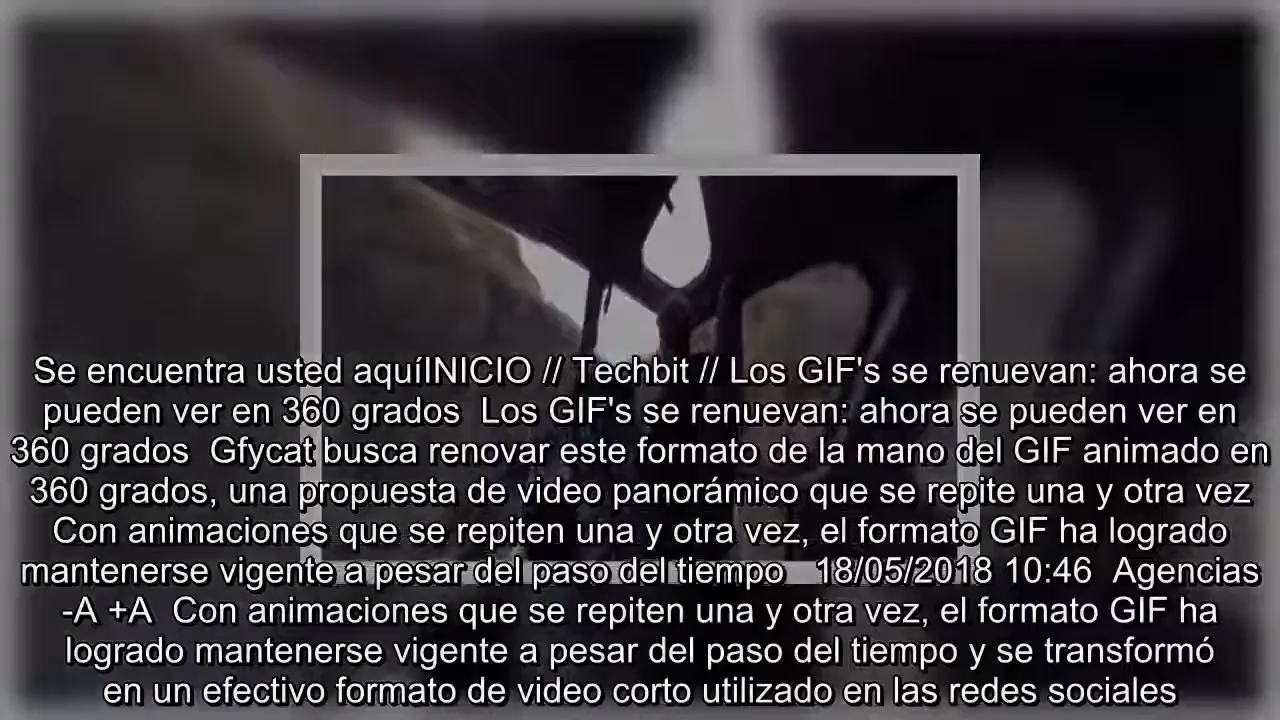 Se encuentra usted aquíINICIO // Techbit // Los GIF's se renuevan: ahora se
pueden ver en 360 grados  Los GIF's se renuevan: ahora se pueden ver en
360 grados  Gfycat busca renovar este formato de la mano del GIF animado en
360 grados, una propuesta de video panorámico que se repite una y otra vez
Con animaciones que se repiten una y otra vez, el formato GIF ha logrado
mantenerse vigente a pesar del paso del tiempo   18/05/2018 10:46  Agencias
-A +A  Con animaciones que se repiten una y otra vez, el formato GIF ha
logrado mantenerse vigente a pesar del paso del tiempo y se transformó
en un efectivo formato de video corto utilizado en las redes sociales